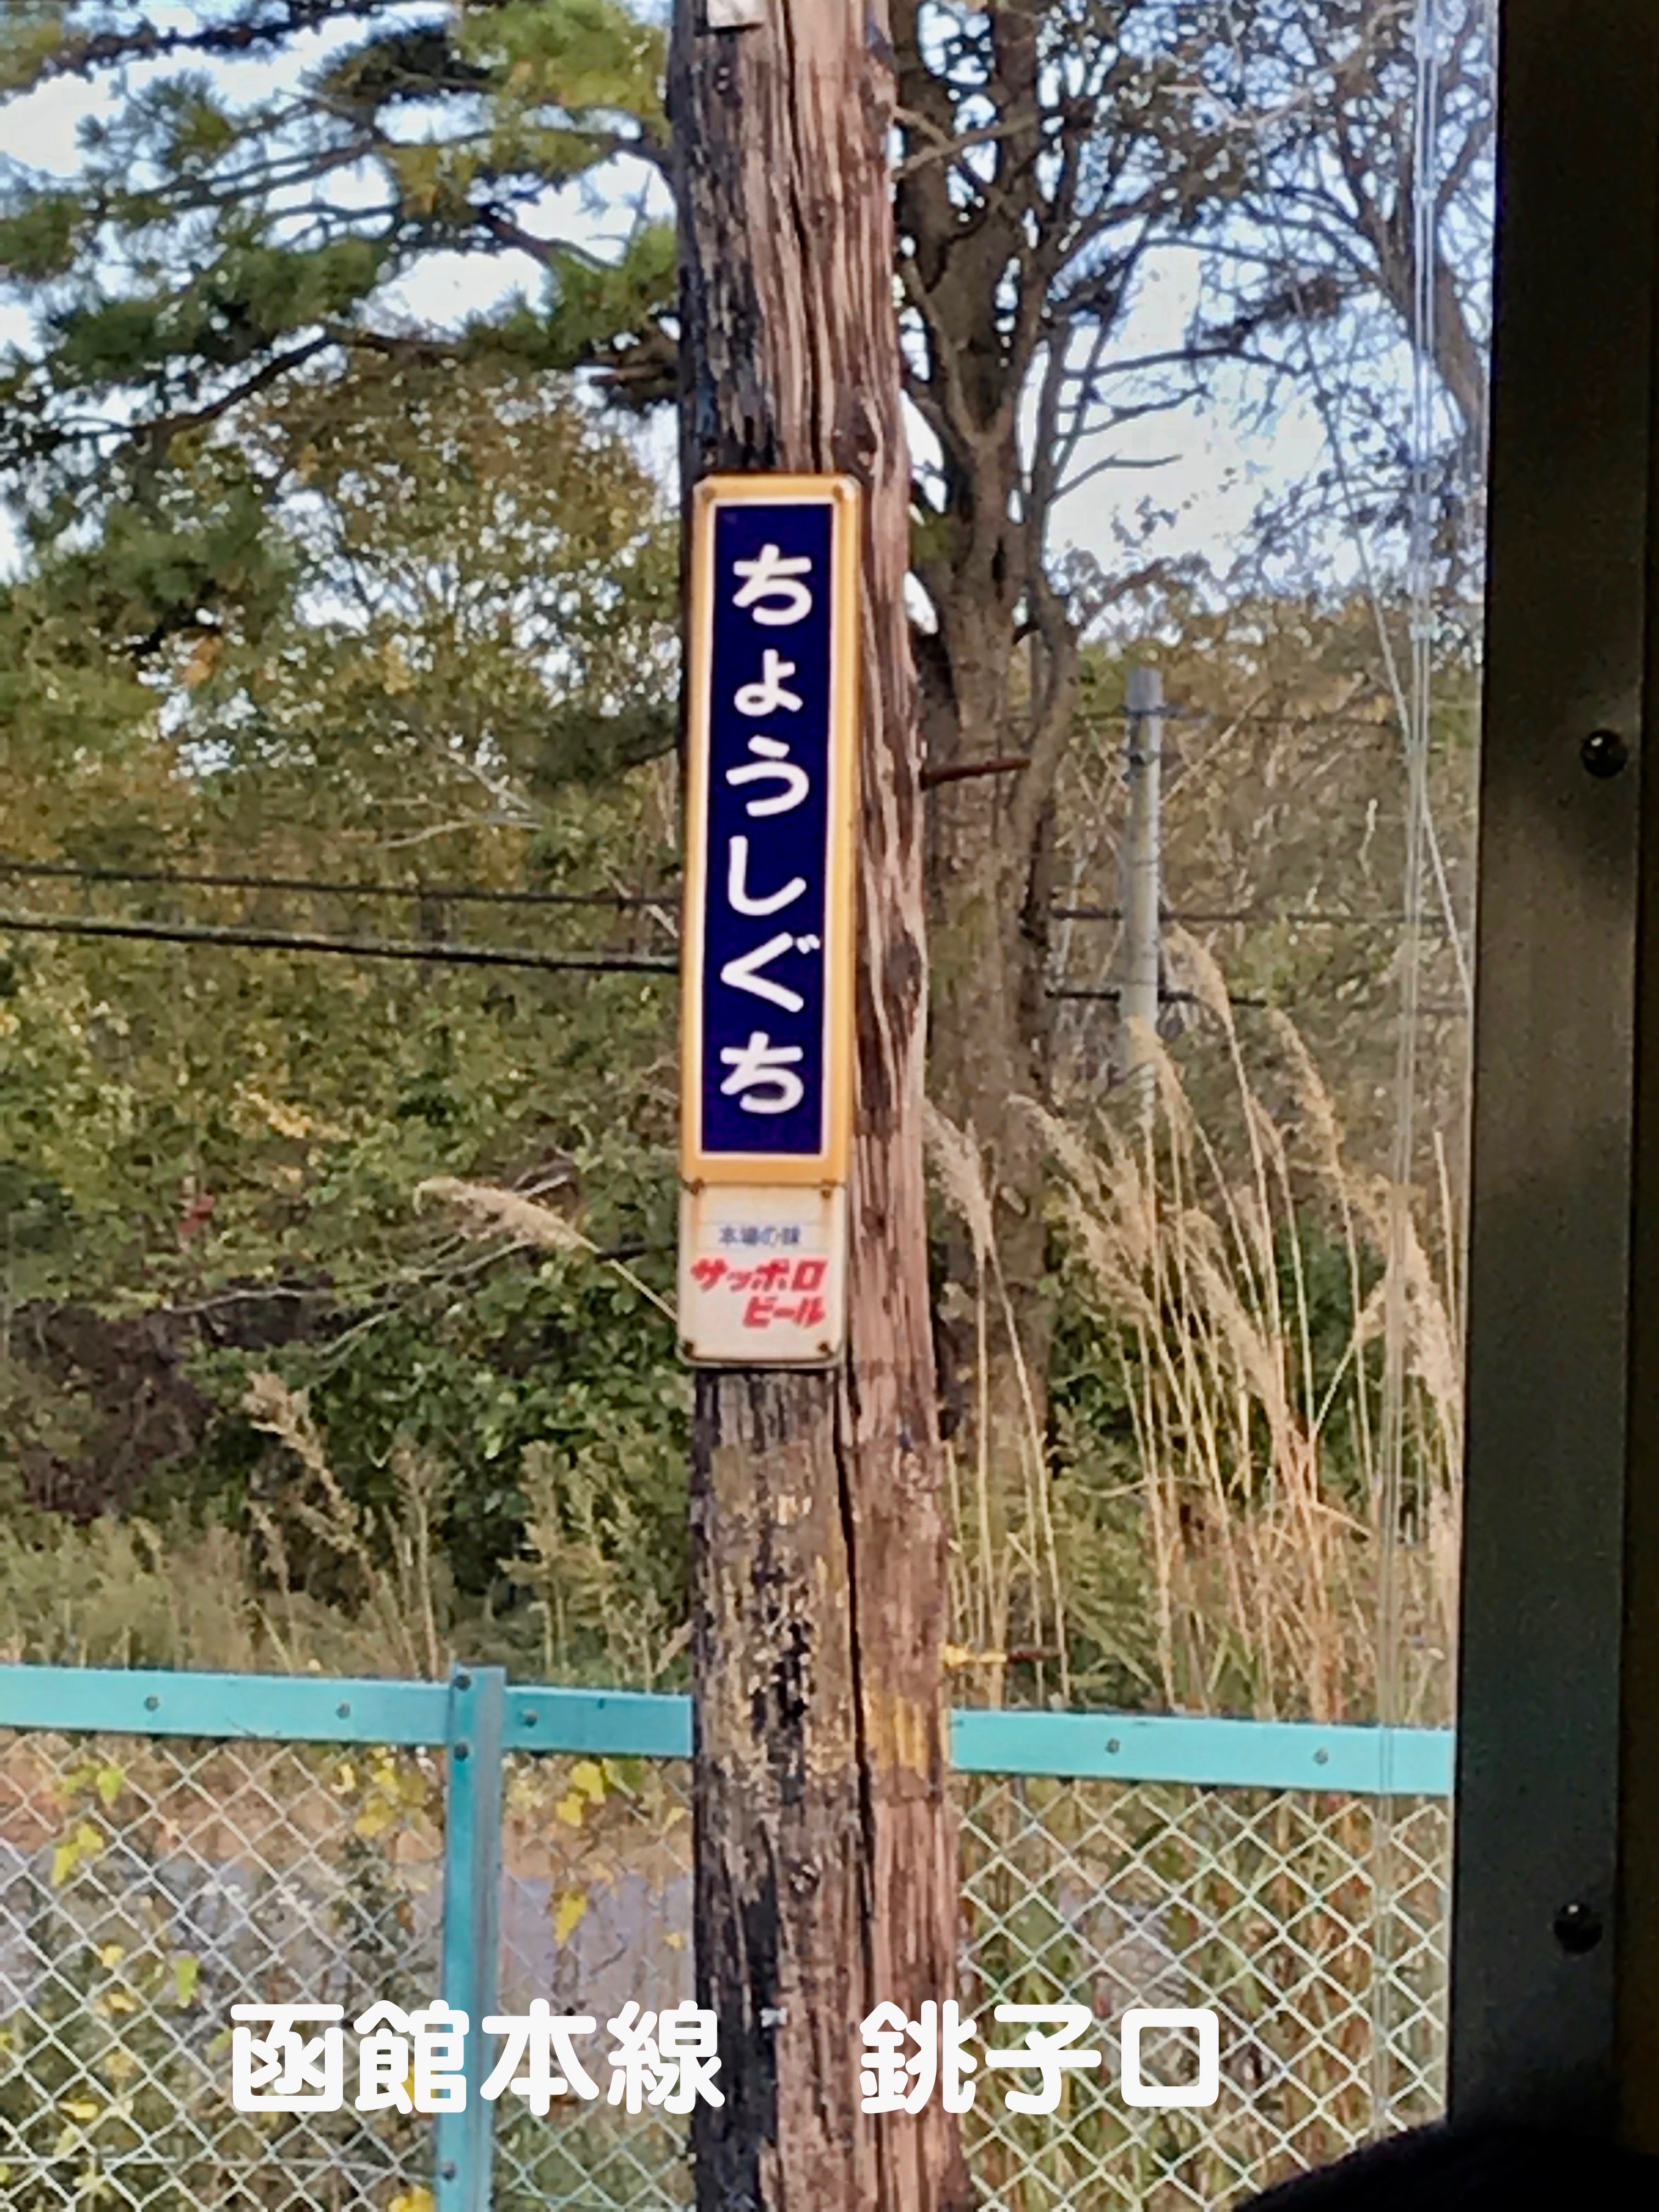 ちょうしぐち
本場の味
サッポロ
ビール
函館本線　銚子口